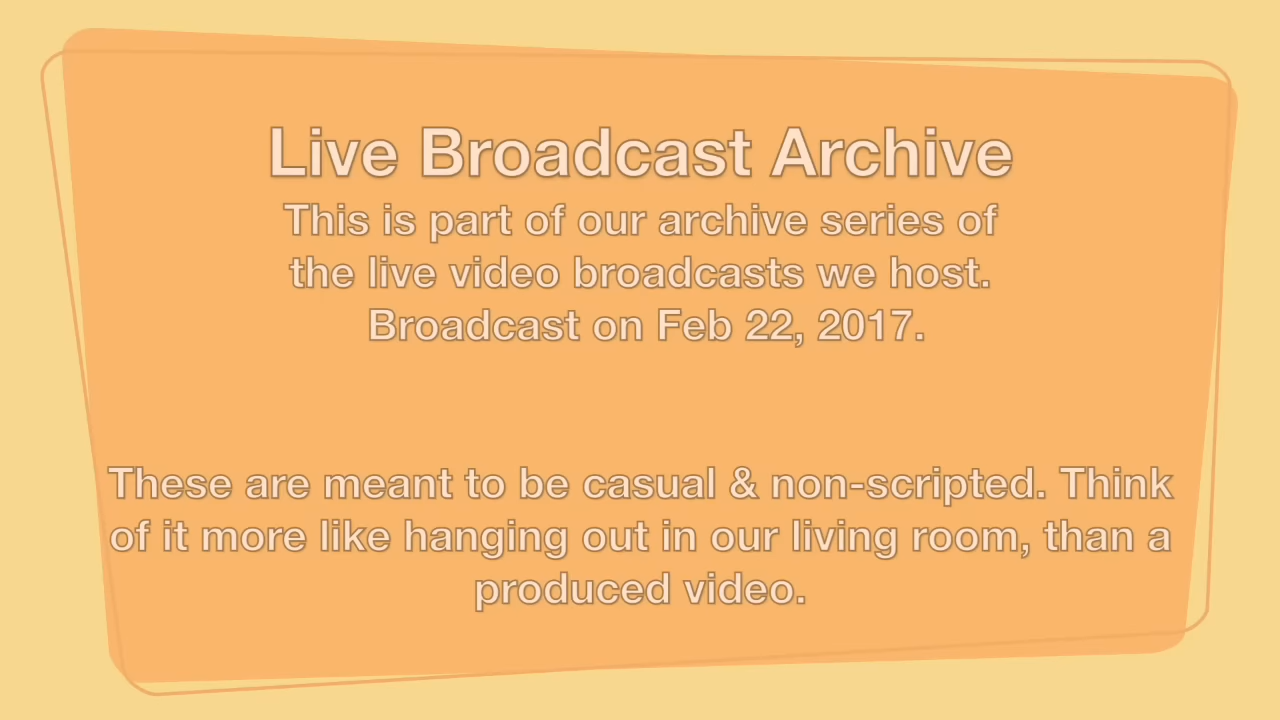 Live Broadcast Archive
This is part of our archive series of
the live video broadcasts we host.
Broadcast on Feb 22, 2017.
These are meant to be casual & non-scripted. Think
of it more like hanging out in our living room, than a
produced video.